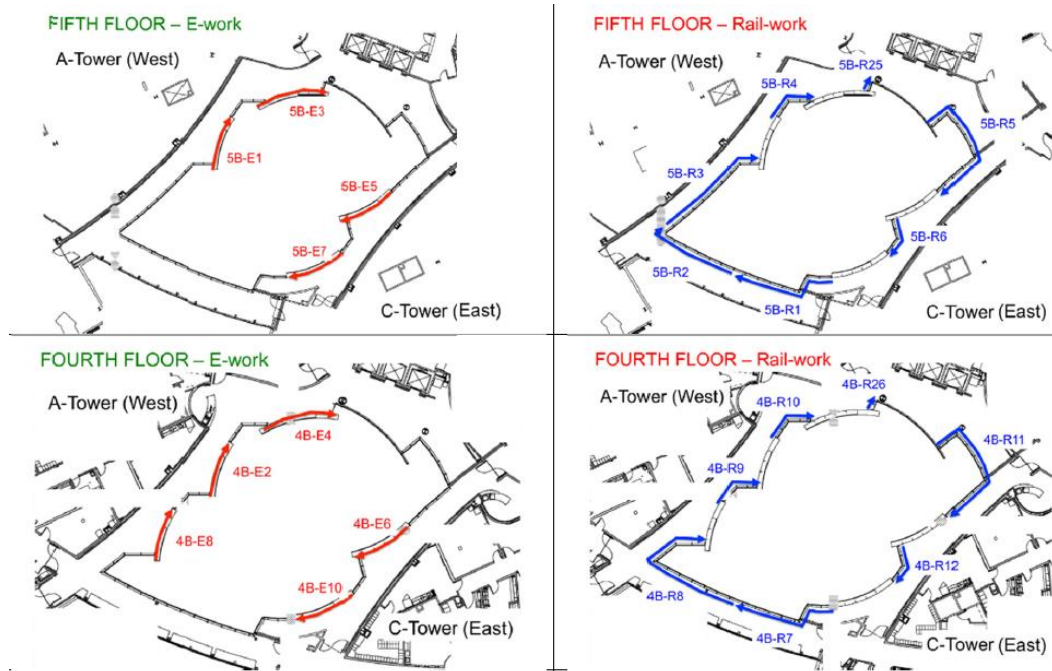 FIFTH FLOOR – E-work
A-Tower (West)
5B-E3
5B-E1
5B-E5
5B-E7
C-Tower (East)
FIFTH FLOOR – Rail-work
A-Tower (West)
5B-R25
5B-R4
5B-R5
5B-R3
5B-R6
5B-R2
5B-R1
C-Tower (East)
FOURTH FLOOR – E-work
A-Tower (West)
4B-E4
4B-E2
4B-E6
4B-E8
4B-E10
C-Tower (East)
FOURTH FLOOR – Rail-work
A-Tower (West)
4B-R26
4B-R10
4B-R11
4B-R9
4B-R12
4B-R8
4B-R7
C-Tower (East)